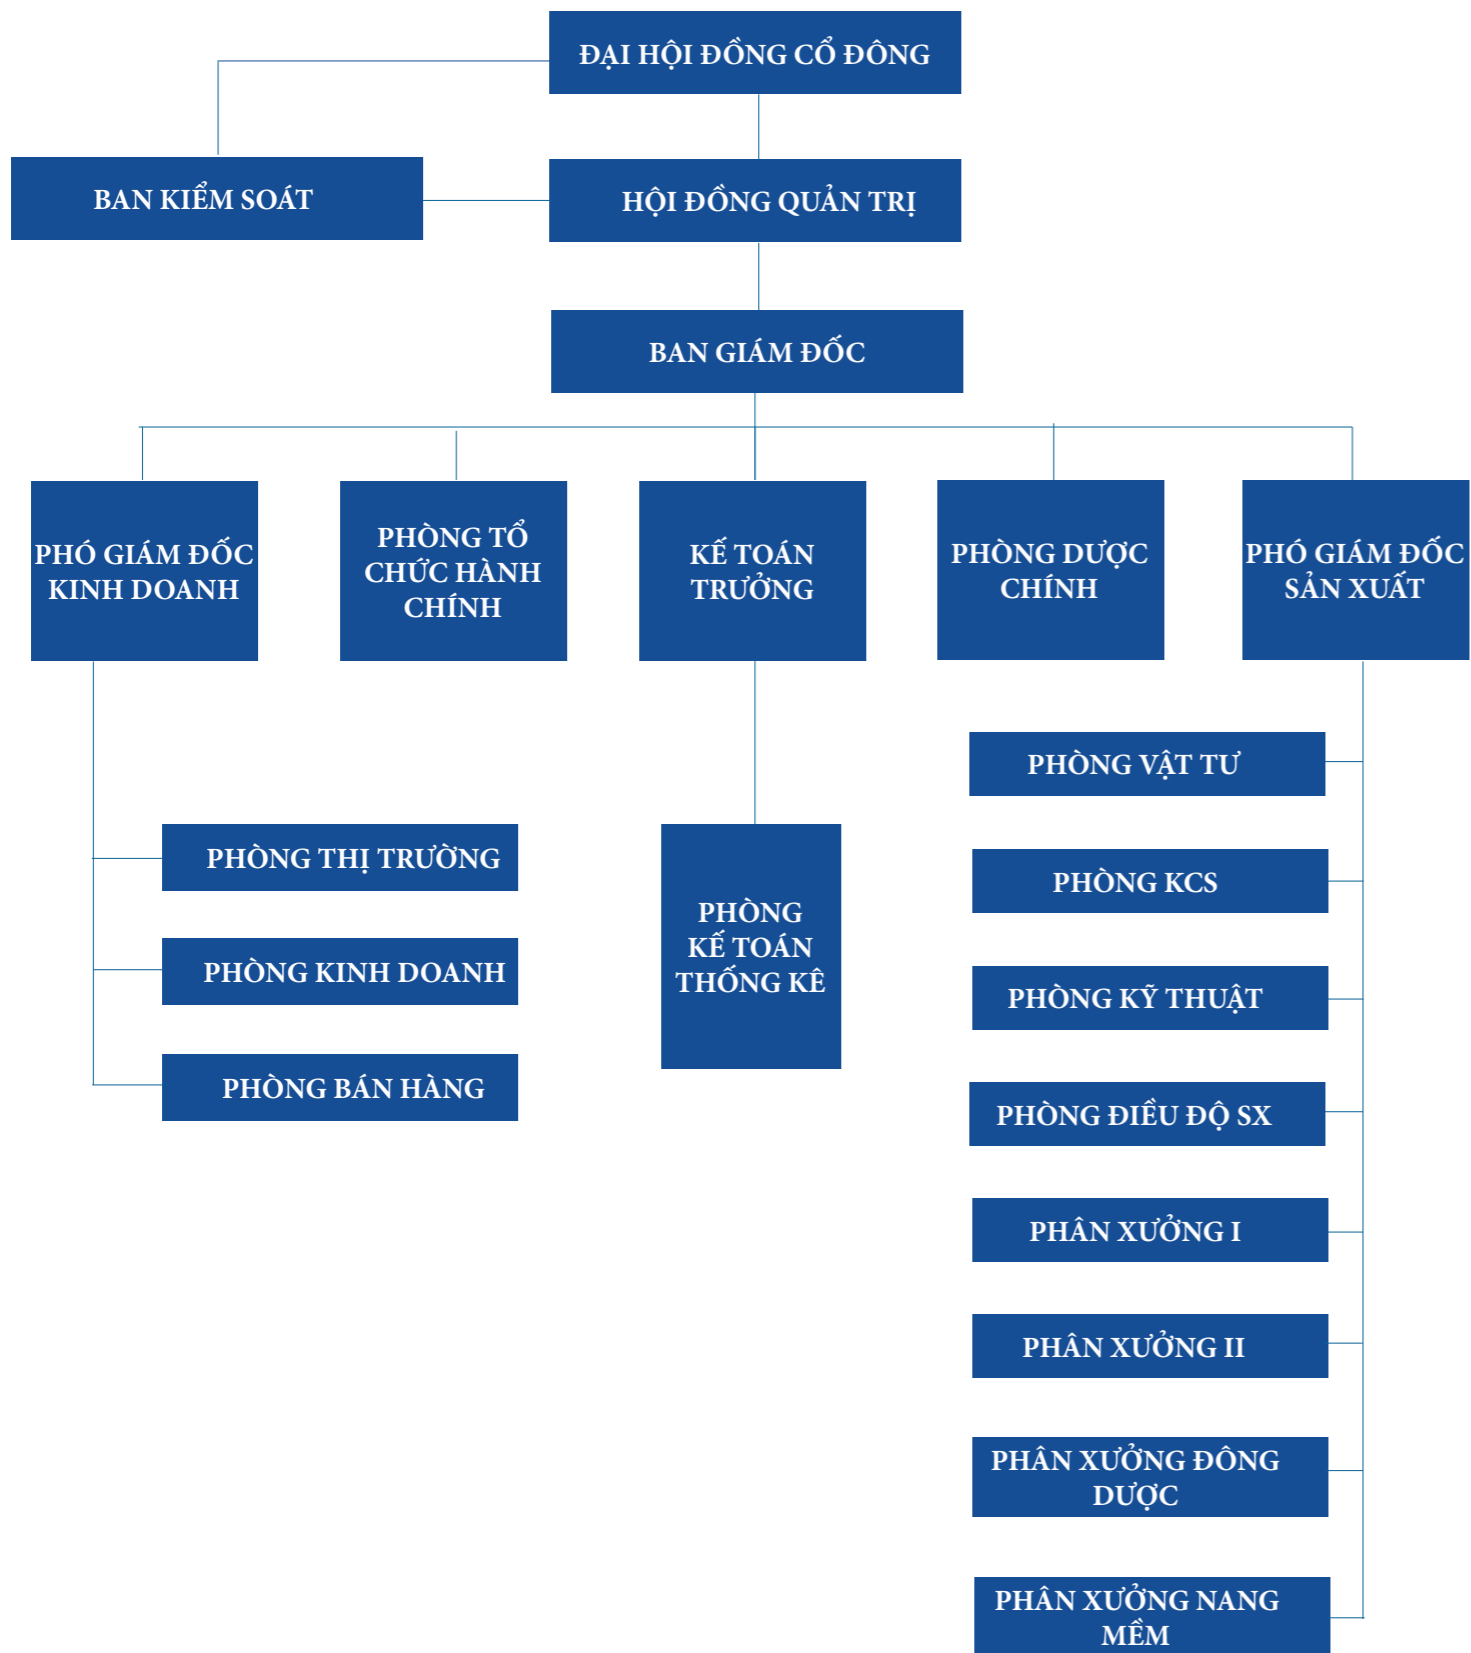 ĐẠI HỘI ĐỒNG CỔ ĐÔNG
BAN KIỂM SOÁT
HỘI ĐỒNG QUẢN TRỊ
BAN GIÁM ĐỐC
PHÓ GIÁM ĐỐC
KINH DOANH
PHÒNG TỔ
CHỨC HÀNH
CHÍNH
KẾ TOÁN
TRƯỞNG
PHÒNG DƯỢC
CHÍNH
PHÓ GIÁM ĐỐC
SẢN XUẤT
PHÒNG THỊ TRƯỜNG
PHÒNG KINH DOANH
PHÒNG BÁN HÀNG
PHÒNG
KẾ TOÁN
THỐNG KÊ
PHÒNG VẬT TƯ
PHÒNG KCS
PHÒNG KỸ THUẬT
PHÒNG ĐIỀU ĐỘ SX
PHÂN XƯỞNG I
PHÂN XƯỞNG II
PHÂN XƯỞNG ĐÔNG
DƯỢC
PHÂN XƯỞNG NANG
MỀM